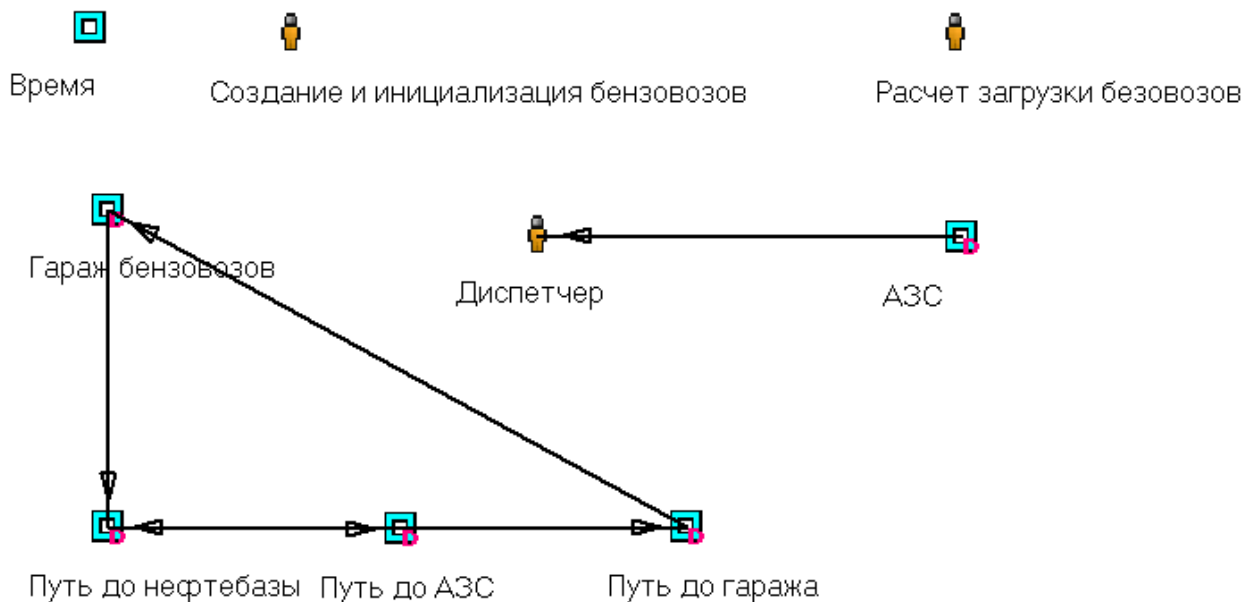 Время
Создание и инициализация бензовозов
Расчет загрузки безовозов
Гараж бензовозов
Диспетчер
АЗС
Путь до нефтебазы
Путь до АЗС
Путь до гаража